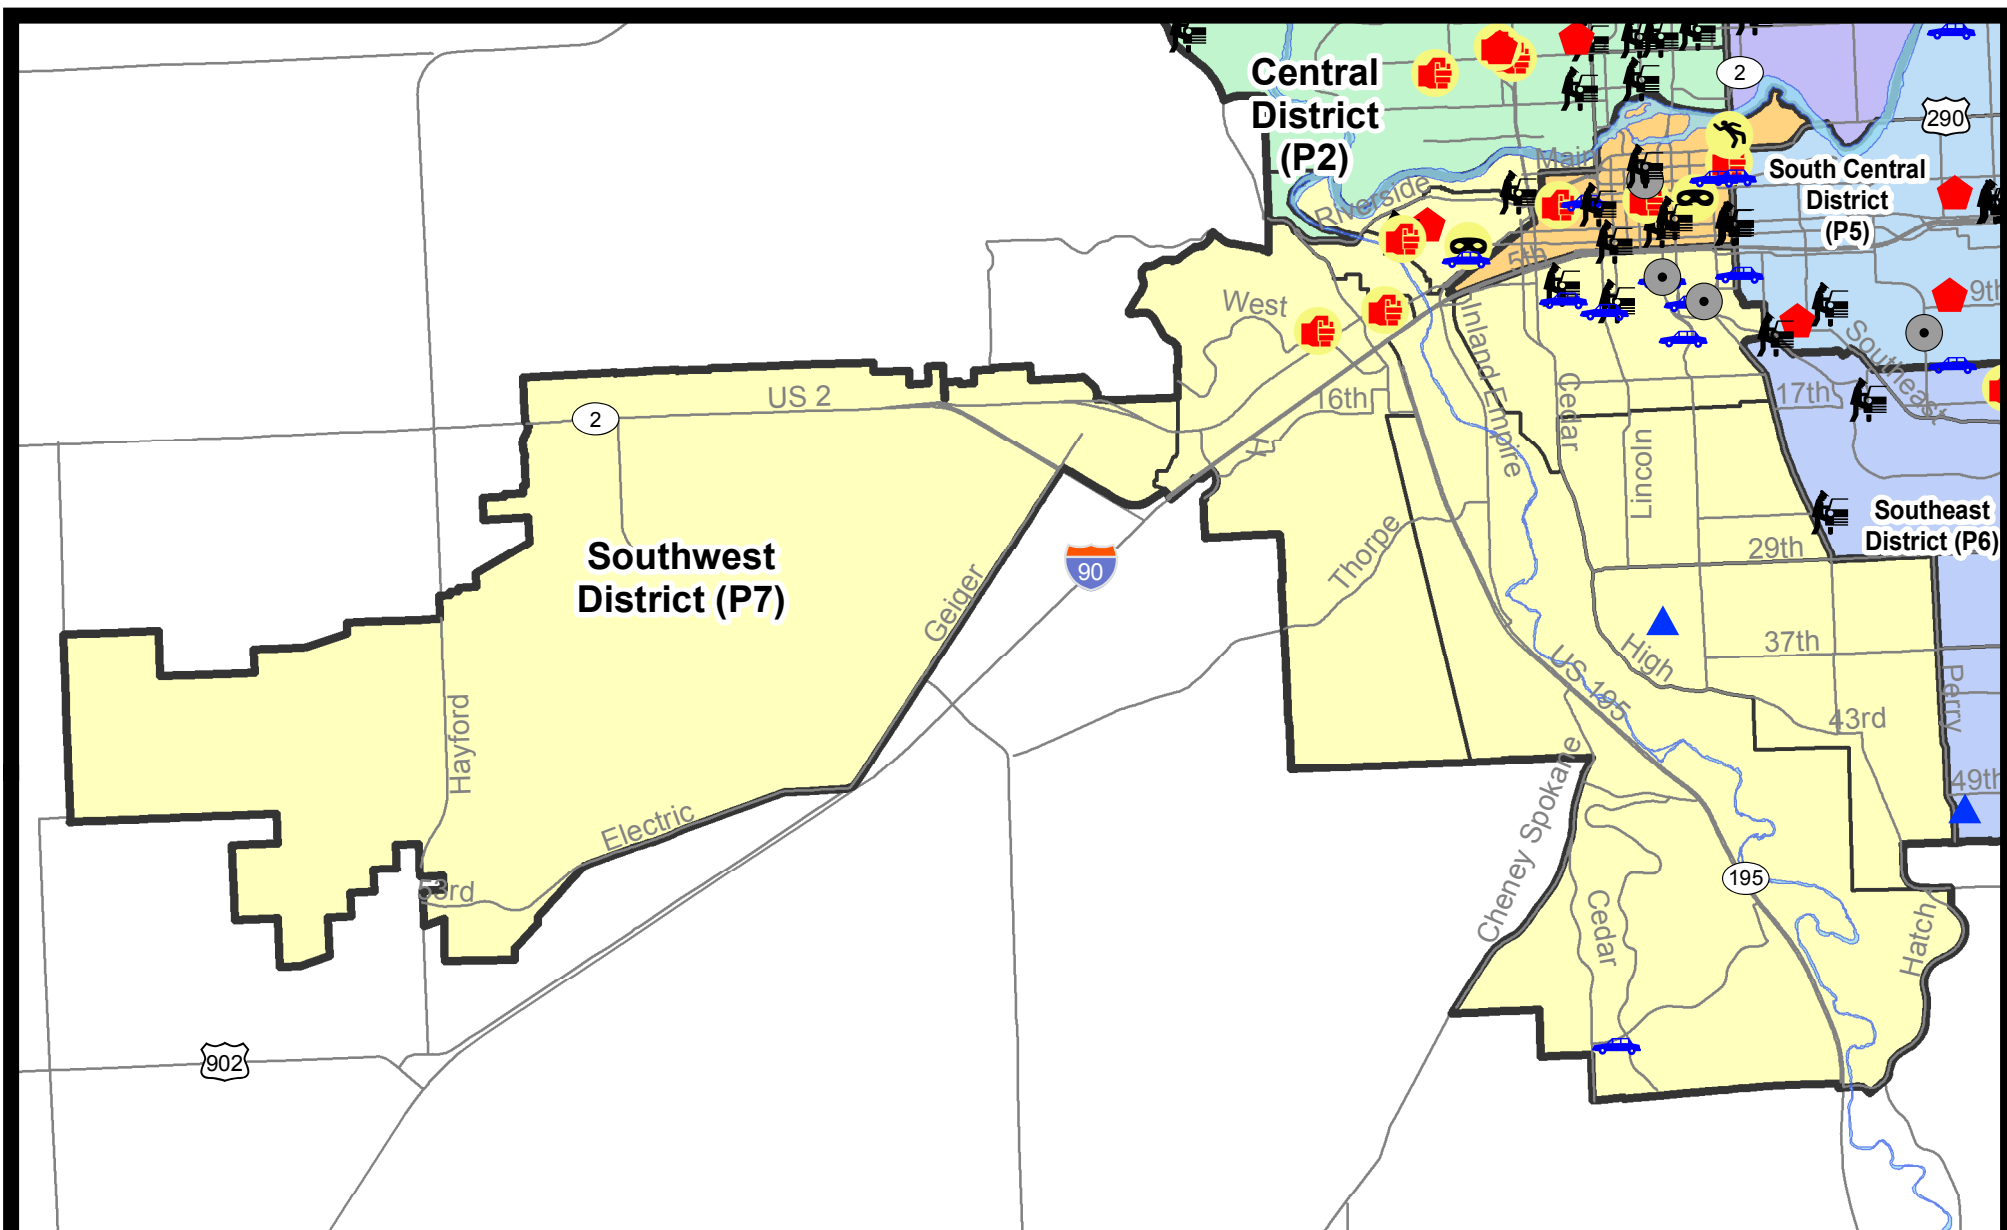 Central
District
(P2)
2
290
South Central
District
(P5)
Main
Riverside
5th
9th
West
Inland Empire
Southeast
US 2
2
16th
Cedar
17th
H
Lincoln
Southeast
District (P6)
Southwest
District (P7)
90
Thorpe
29th
Geiger
High
37th
US 195
Perry
43rd
Hayford
49th
Electric
Cheney Spokane
53rd
195
Cedar
Hatch
902